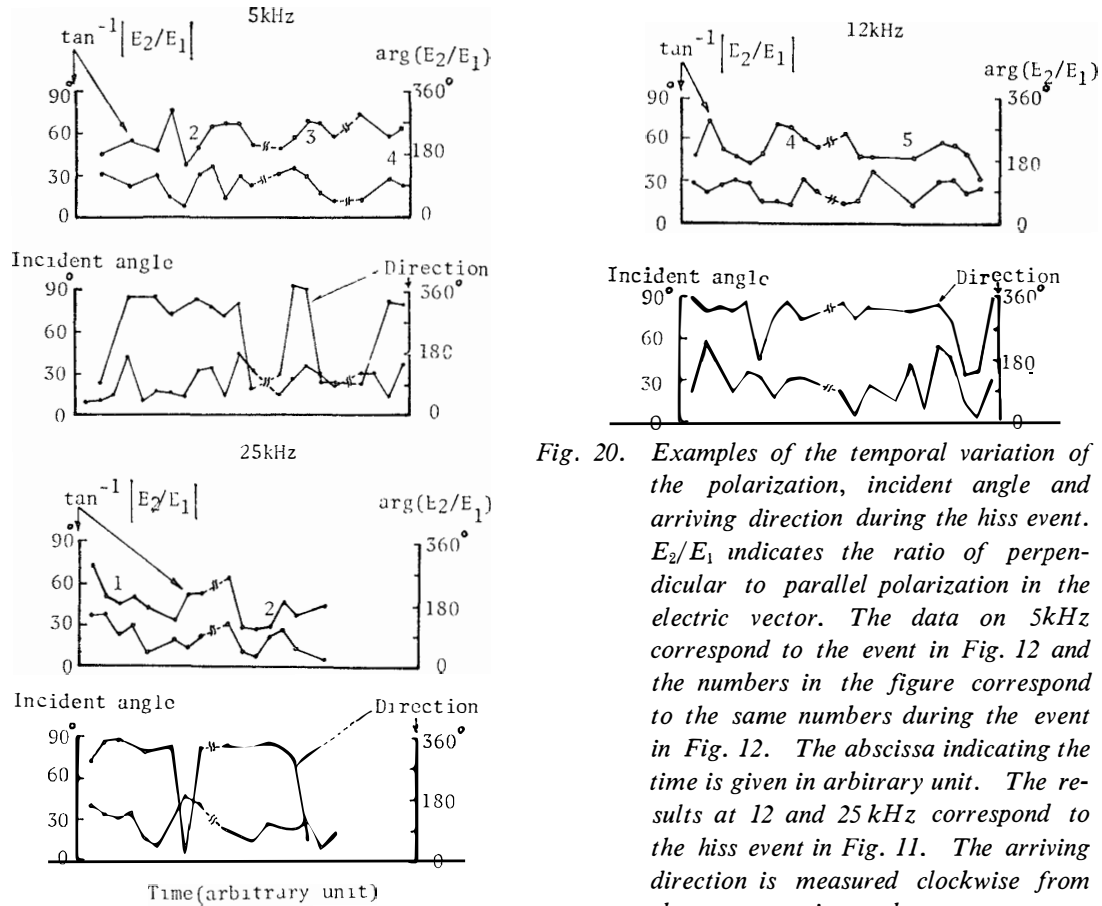 5kHz
tan⁻¹|E₂/E₁|
arg(E₂/E₁)
90°
60
30
0
360°
180
0
2
3
4
Incident angle
Direction
90°
60
30
0
360°
180
0
25kHz
tan⁻¹|E₂/E₁|
arg(E₂/E₁)
90°
60
30
0
360°
180
0
1
2
Incident angle
Direction
90°
60
30
0
360°
180
0
Time(arbitrary unit)
12kHz
tan⁻¹|E₂/E₁|
arg(E₂/E₁)
90°
60
30
0
360°
180
0
4
5
Incident angle
Direction
90°
60
30
0
360°
180
0
Fig. 20. Examples of the temporal variation of
the polarization, incident angle and
arriving direction during the hiss event.
E₂/E₁ indicates the ratio of perpen-
dicular to parallel polarization in the
electric vector. The data on 5kHz
correspond to the event in Fig. 12 and
the numbers in the figure correspond
to the same numbers during the event
in Fig. 12. The abscissa indicating the
time is given in arbitrary unit. The re-
sults at 12 and 25 kHz correspond to
the hiss event in Fig. 11. The arriving
direction is measured clockwise from